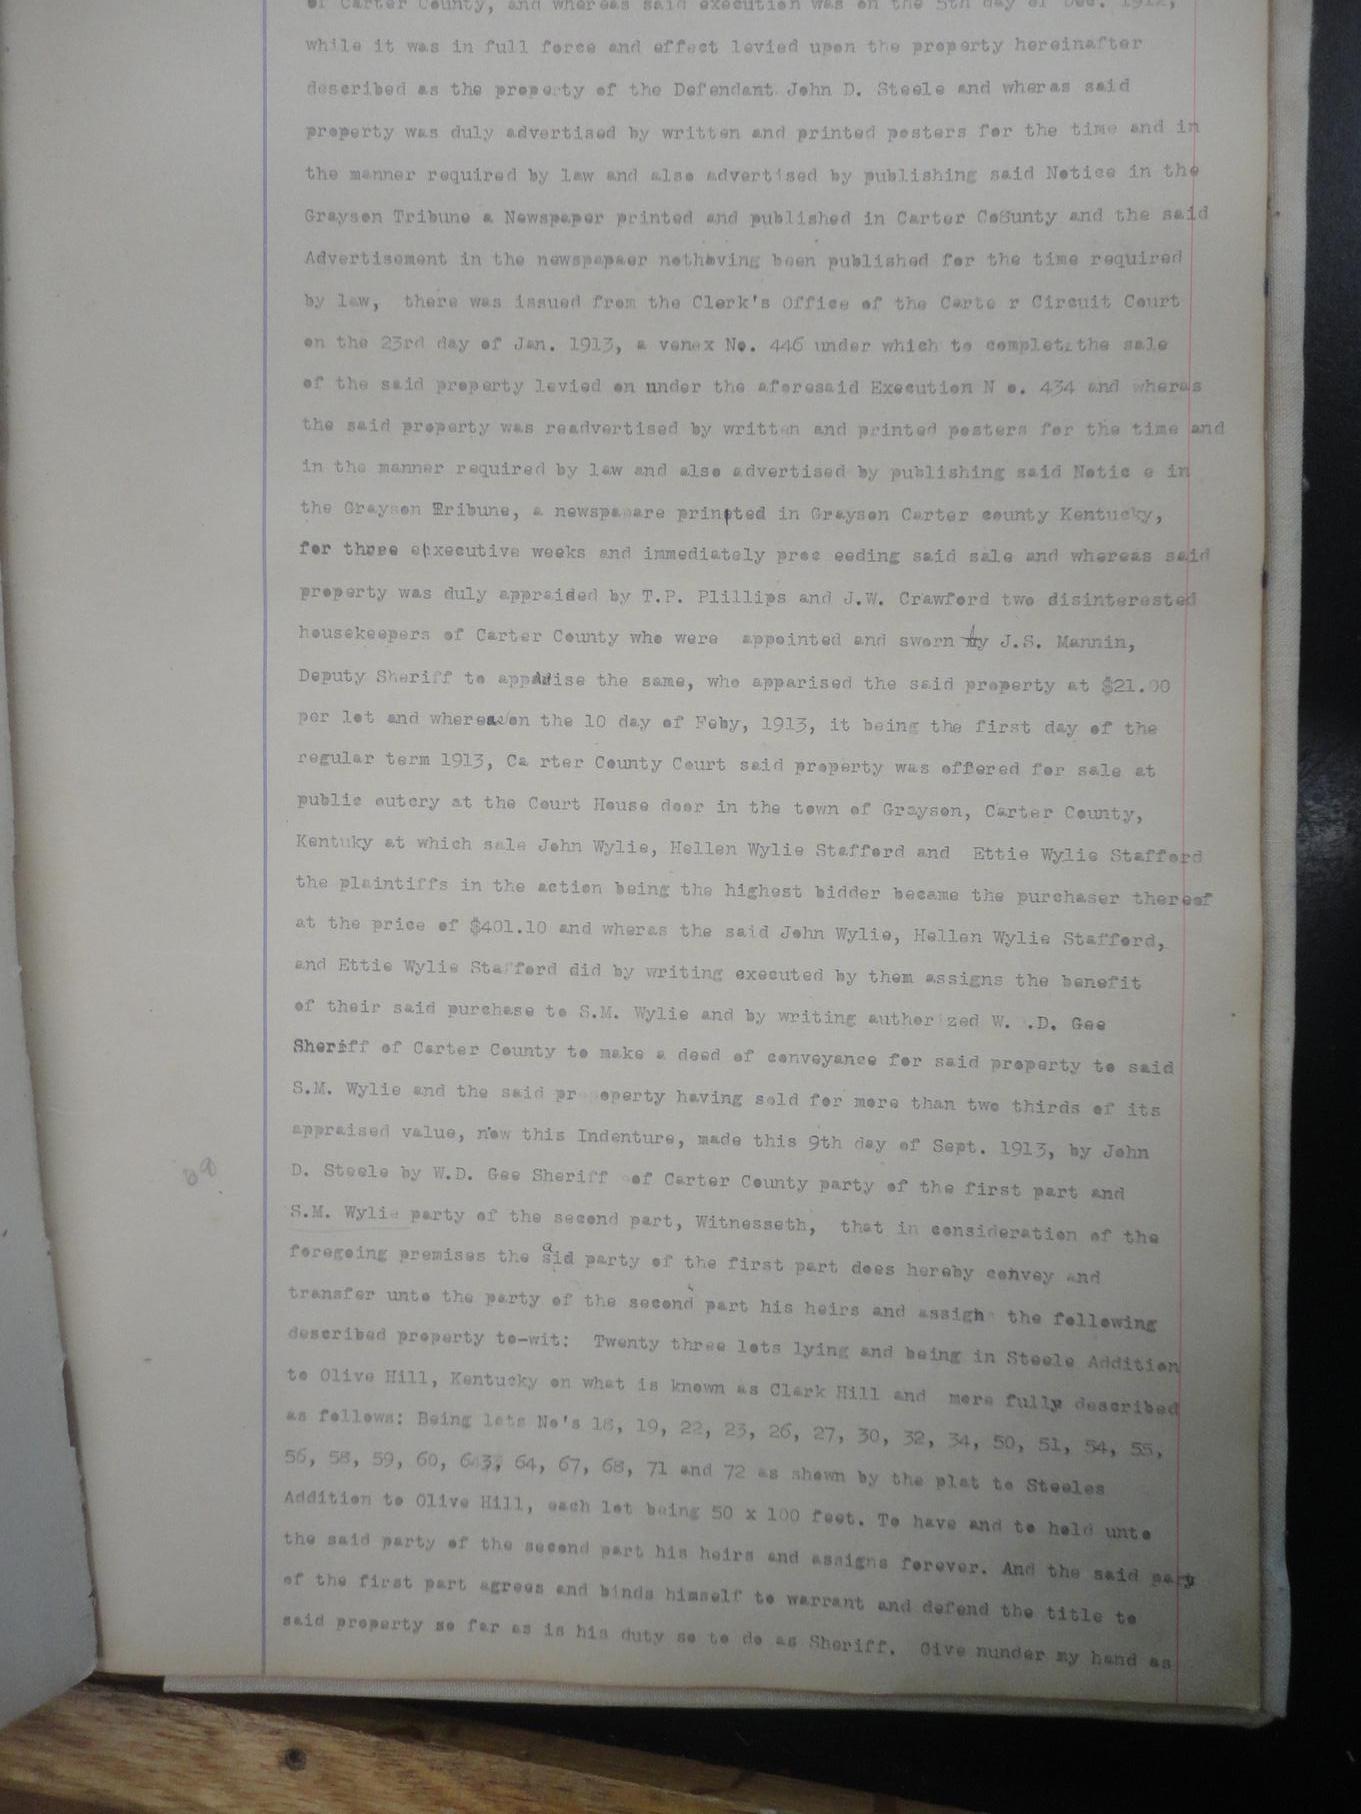 of Carter County, and whereas said execution was on the 5th day of Dec. 1912,
while it was in full force and effect levied upon the property hereinafter
described as the property of the Defendant John D. Steele and wheras said
property was duly advertised by written and printed posters for the time and in
the manner required by law and also advertised by publishing said Notice in the
Grayson Tribune a Newspaper printed and published in Carter CoSunty and the said
Advertisement in the newspapaer nothaving been published for the time required
by law, there was issued from the Clerk's Office of the Carte r Circuit Court
on the 23rd day of Jan. 1913, a venex No. 446 under which to complete the sale
of the said property levied on under the aforesaid Execution N o. 434 and wheras
the said property was readvertised by written and printed posters for the time and
in the manner required by law and also advertised by publishing said Notic e in
the Grayson Tribune, a newspapare printed in Grayson Carter county Kentucky,
for three executive weeks and immediately prec eeding said sale and whereas said
property was duly appraided by T.P. Plillips and J.W. Crawford two disinterested
housekeepers of Carter County who were appointed and sworn by J.S. Mannin,
Deputy Sheriff to appraise the same, who apparised the said property at $21.00
per lot and whereas on the 10 day of Feby, 1913, it being the first day of the
regular term 1913, Ca rter County Court said property was offered for sale at
public outcry at the Court House door in the town of Grayson, Carter County,
Kentuky at which sale John Wylie, Hellen Wylie Stafford and Ettie Wylie Stafford
the plaintiffs in the action being the highest bidder became the purchaser thereof
at the price of $401.10 and wheras the said John Wylie, Hellen Wylie Stafford,
and Ettie Wylie Stafford did by writing executed by them assigns the benefit
of their said purchase to S.M. Wylie and by writing authorized W. .D. Gee
Sheriff of Carter County to make a deed of conveyance for said property to said
S.M. Wylie and the said pr operty having sold for more than two thirds of its
appraised value, now this Indenture, made this 9th day of Sept. 1913, by John
D. Steele by W.D. Gee Sheriff of Carter County party of the first part and
S.M. Wylie party of the second part, Witnesseth, that in consideration of the
foregoing premises the said party of the first part does hereby convey and
transfer unto the party of the second part his heirs and assigh the following
described property to-wit: Twenty three lots lying and being in Steele Addition
to Olive Hill, Kentucky on what is known as Clark Hill and more fully described
as follows: Being lots No's 18, 19, 22, 23, 26, 27, 30, 32, 34, 50, 51, 54, 55,
56, 58, 59, 60, 63, 64, 67, 68, 71 and 72 as shown by the plat to Steeles
Addition to Olive Hill, each lot being 50 x 100 feet. To have and to hold unto
the said party of the second part his heirs and assigns forever. And the said party
of the first part agrees and binds himself to warrant and defend the title to
said property so far as is his duty so to do as Sheriff. Give nunder my hand as